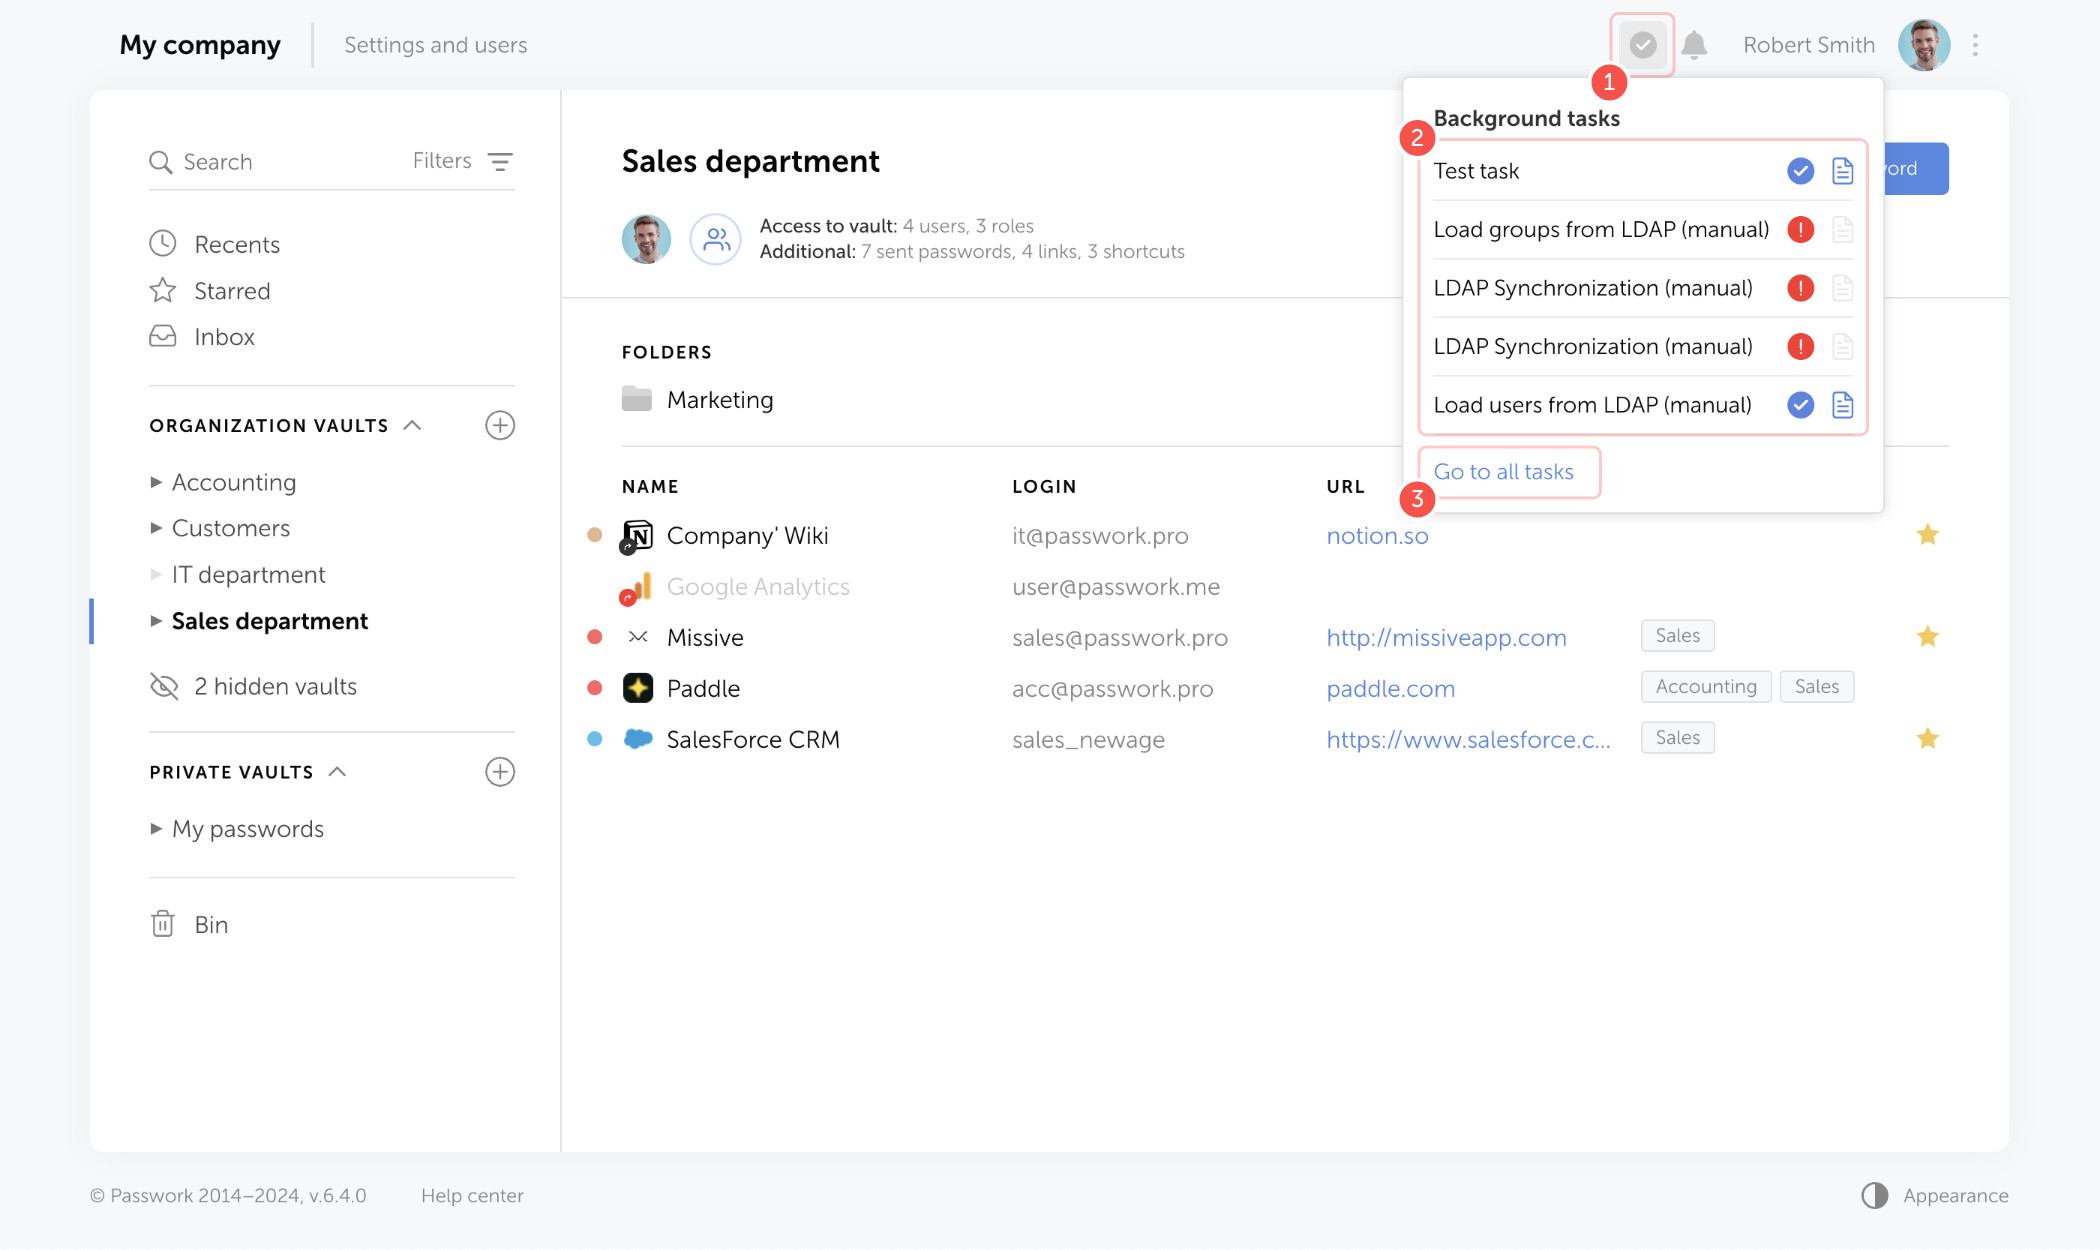 My company
Settings and users
Robert Smith
1
Background tasks
2
Test task
Load groups from LDAP (manual)
LDAP Synchronization (manual)
LDAP Synchronization (manual)
Load users from LDAP (manual)
Go to all tasks
3
Search
Filters
Recents
Starred
Inbox
ORGANIZATION VAULTS
Accounting
Customers
IT department
Sales department
2 hidden vaults
PRIVATE VAULTS
My passwords
Bin
Sales department
Access to vault: 4 users, 3 roles
Additional: 7 sent passwords, 4 links, 3 shortcuts
FOLDERS
Marketing
NAME LOGIN URL
Company' Wiki it@passwork.pro notion.so
Google Analytics user@passwork.me
Missive sales@passwork.pro http://missiveapp.com Sales
Paddle acc@passwork.pro paddle.com Accounting Sales
SalesForce CRM sales_newage https://www.salesforce.c... Sales
© Passwork 2014–2024, v.6.4.0
Help center
Appearance